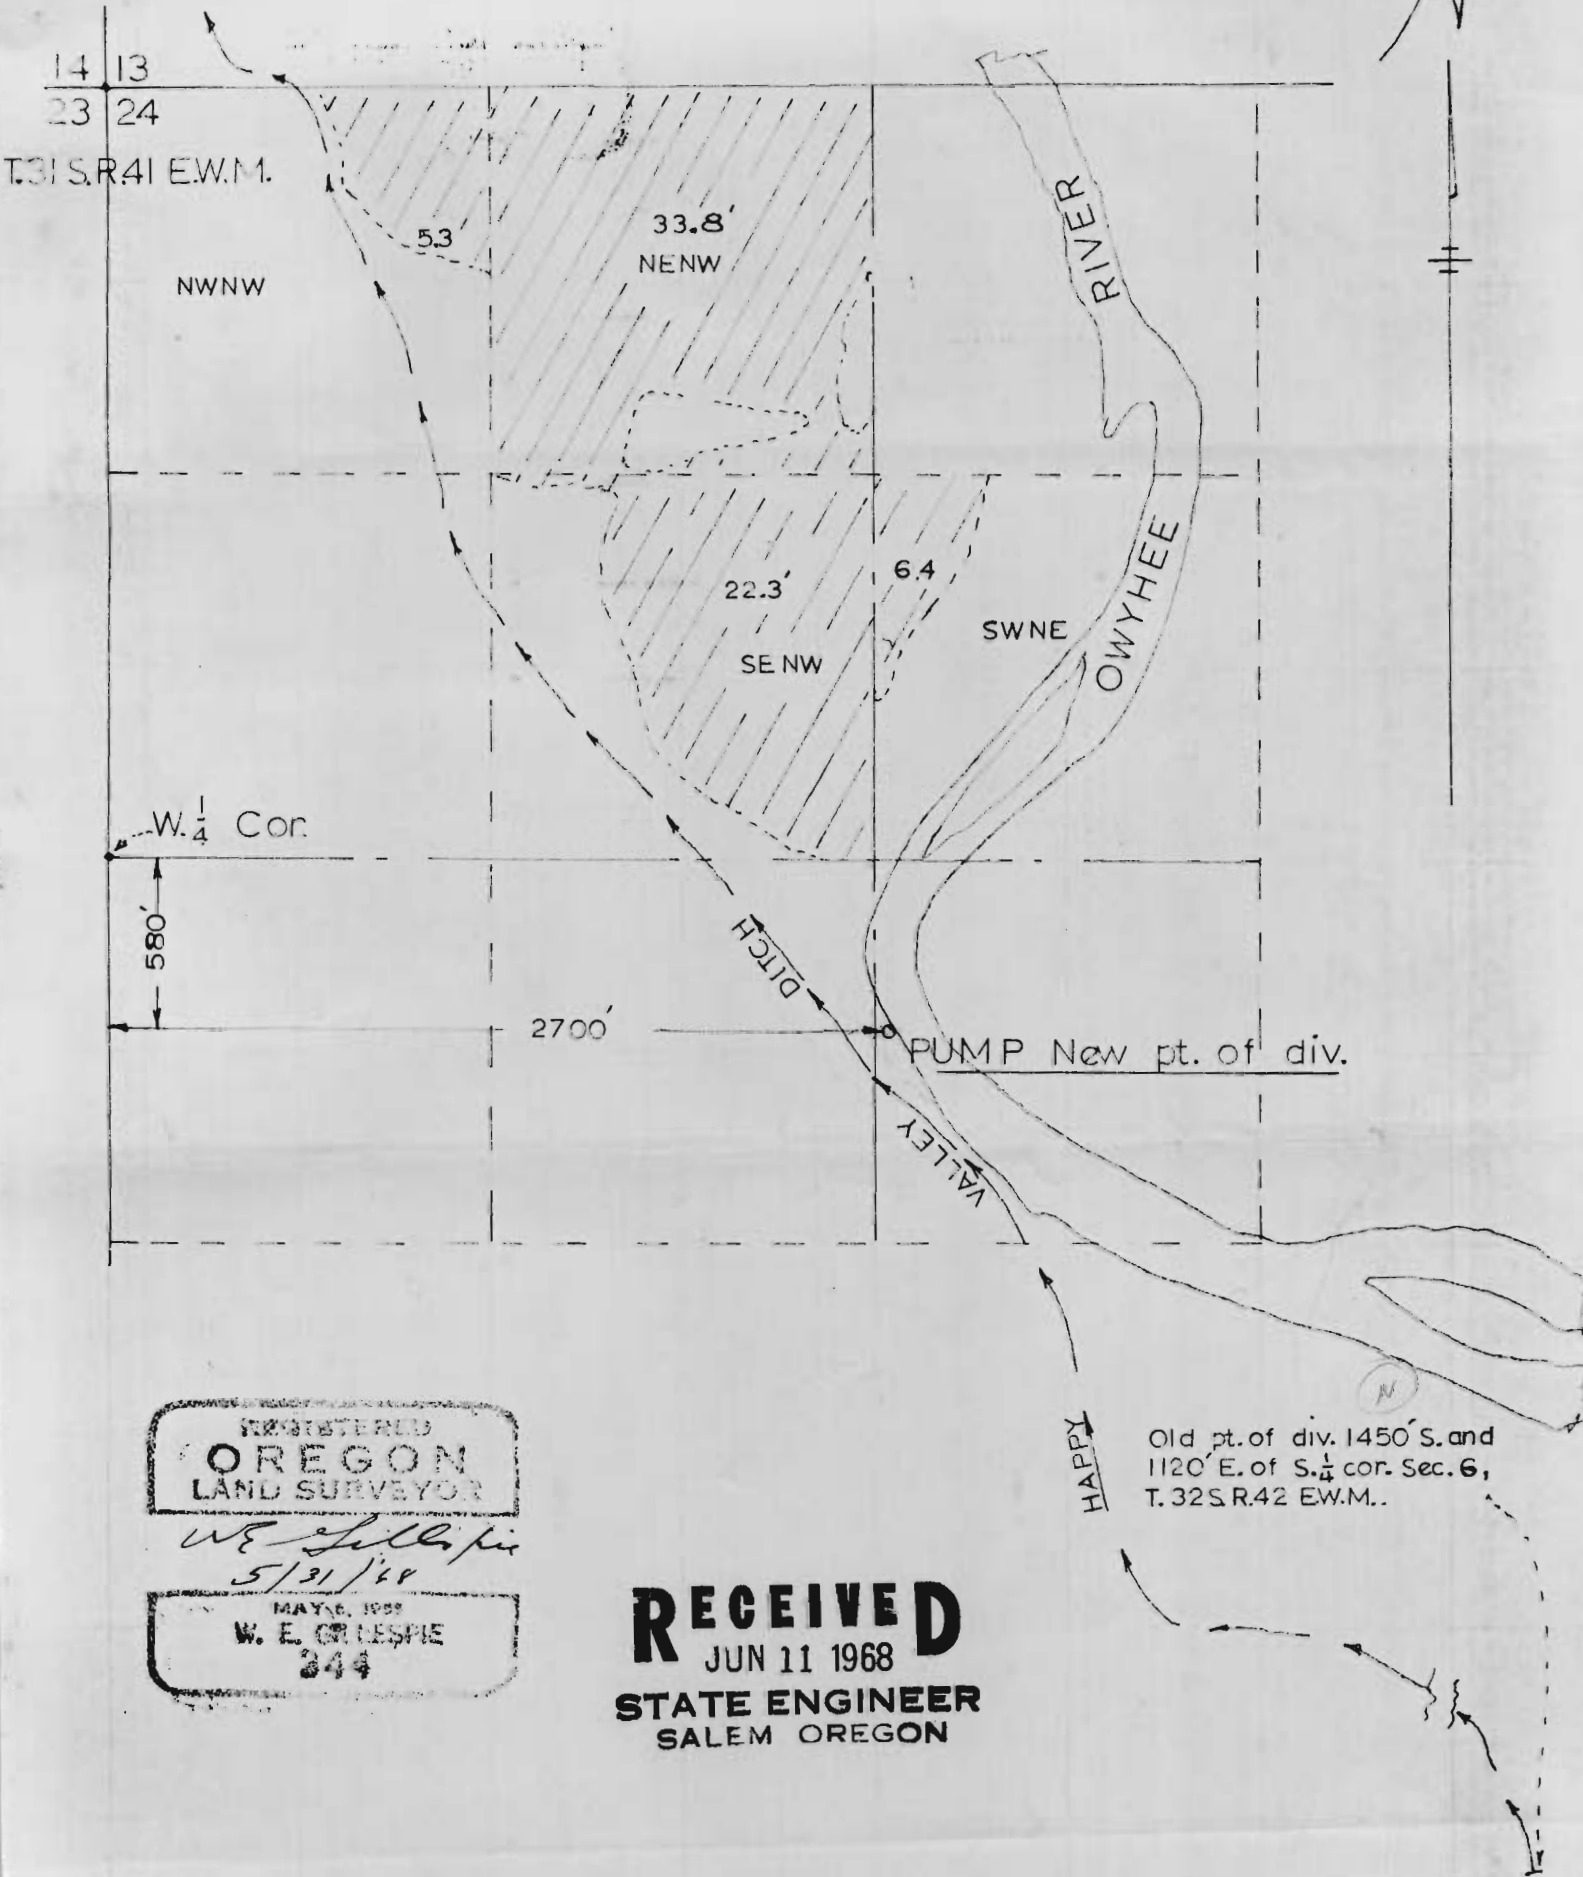 14 13
23 24
T.31 S.R.41 E.W.M.
5.3
33.8'
NENW
NWNW
RIVER
22.3'
6.4
SWNE
SE NW
OWYHEE
W. 1/4 Cor.
580'
2700'
PUMP New pt. of div.
HAPPY VALLEY DITCH
N
Old pt. of div. 1450' S. and
1120' E. of S. 1/4 cor. Sec. 6,
T. 32 S. R.42 E.W.M..
REGISTERED
OREGON
LAND SURVEYOR
W E Gillespie
5/31/'68
MAY
W. E. GILLESPIE
344
RECEIVED
JUN 11 1968
STATE ENGINEER
SALEM OREGON